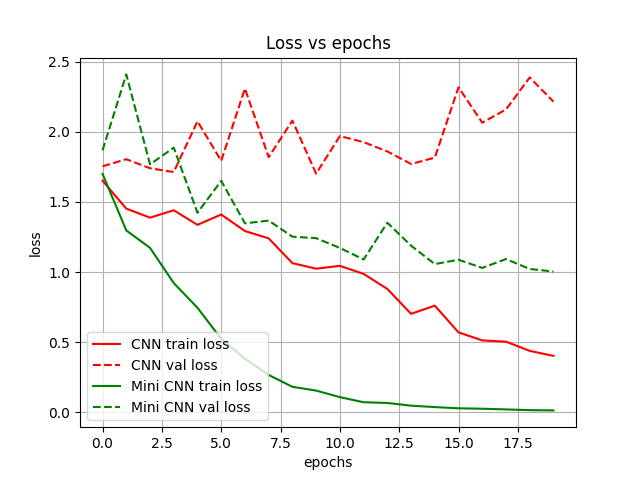 Loss vs epochs
2.5
2.0
1.5
1.0
0.5
0.0
loss
CNN train loss
CNN val loss
Mini CNN train loss
Mini CNN val loss
0.0 2.5 5.0 7.5 10.0 12.5 15.0 17.5
epochs